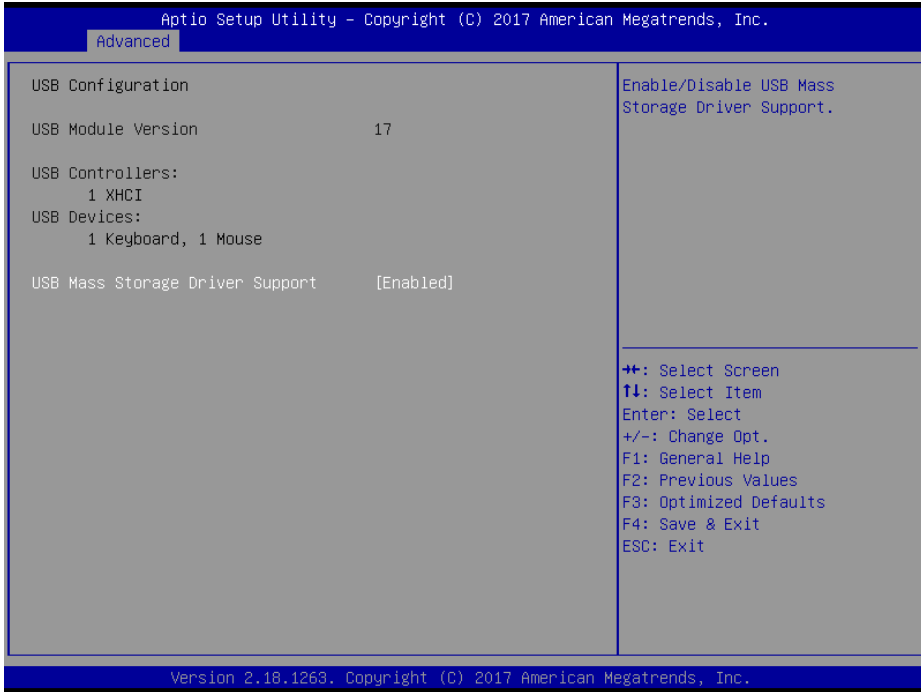 Aptio Setup Utility – Copyright (C) 2017 American Megatrends, Inc.
Advanced
USB Configuration
USB Module Version 17
USB Controllers:
1 XHCI
USB Devices:
1 Keyboard, 1 Mouse
USB Mass Storage Driver Support [Enabled]
Enable/Disable USB Mass
Storage Driver Support.
→←: Select Screen
↑↓: Select Item
Enter: Select
+/-: Change Opt.
F1: General Help
F2: Previous Values
F3: Optimized Defaults
F4: Save & Exit
ESC: Exit
Version 2.18.1263. Copyright (C) 2017 American Megatrends, Inc.